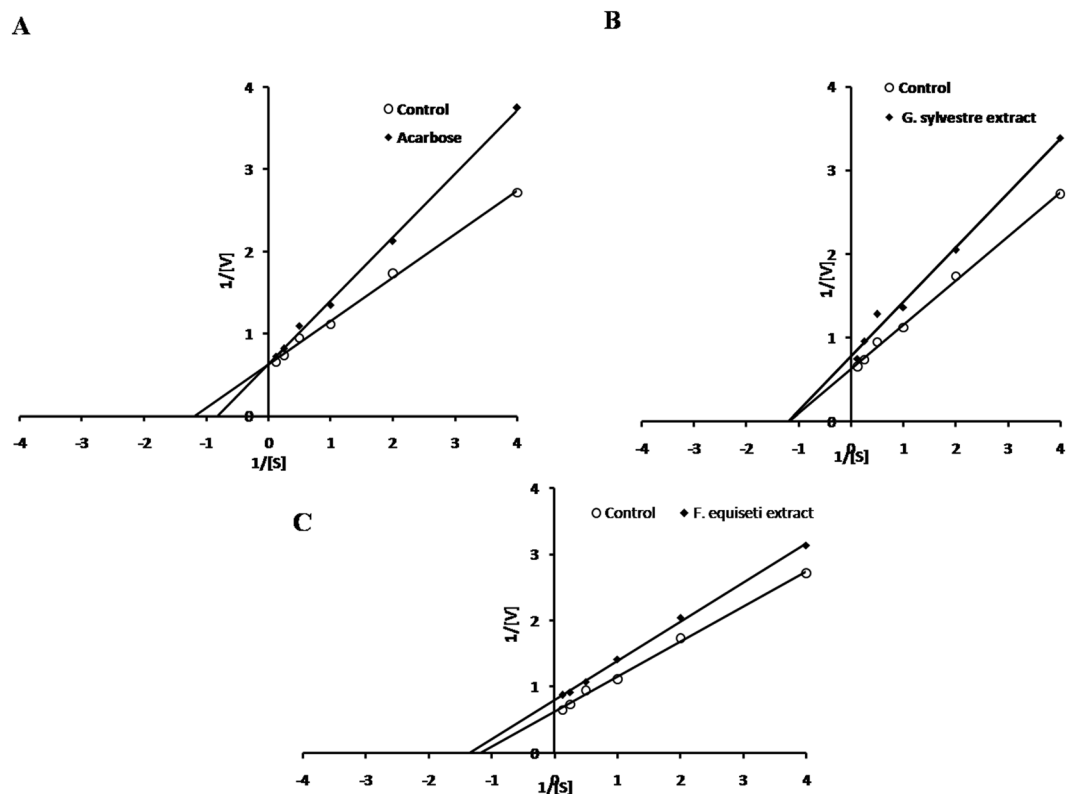 A
4
3
2
1
0
1/[V]
○ Control
◆ Acarbose
-4 -3 -2 -1 0 1 2 3 4
1/[S]
B
4
3
2
1
0
1/[V]
○ Control
◆ G. sylvestre extract
-4 -3 -2 -1 0 1 2 3 4
1/[S]
C
4
3
2
1
0
1/[V]
○ Control ◆ F. equiseti extract
-4 -3 -2 -1 0 1 2 3 4
1/[S]